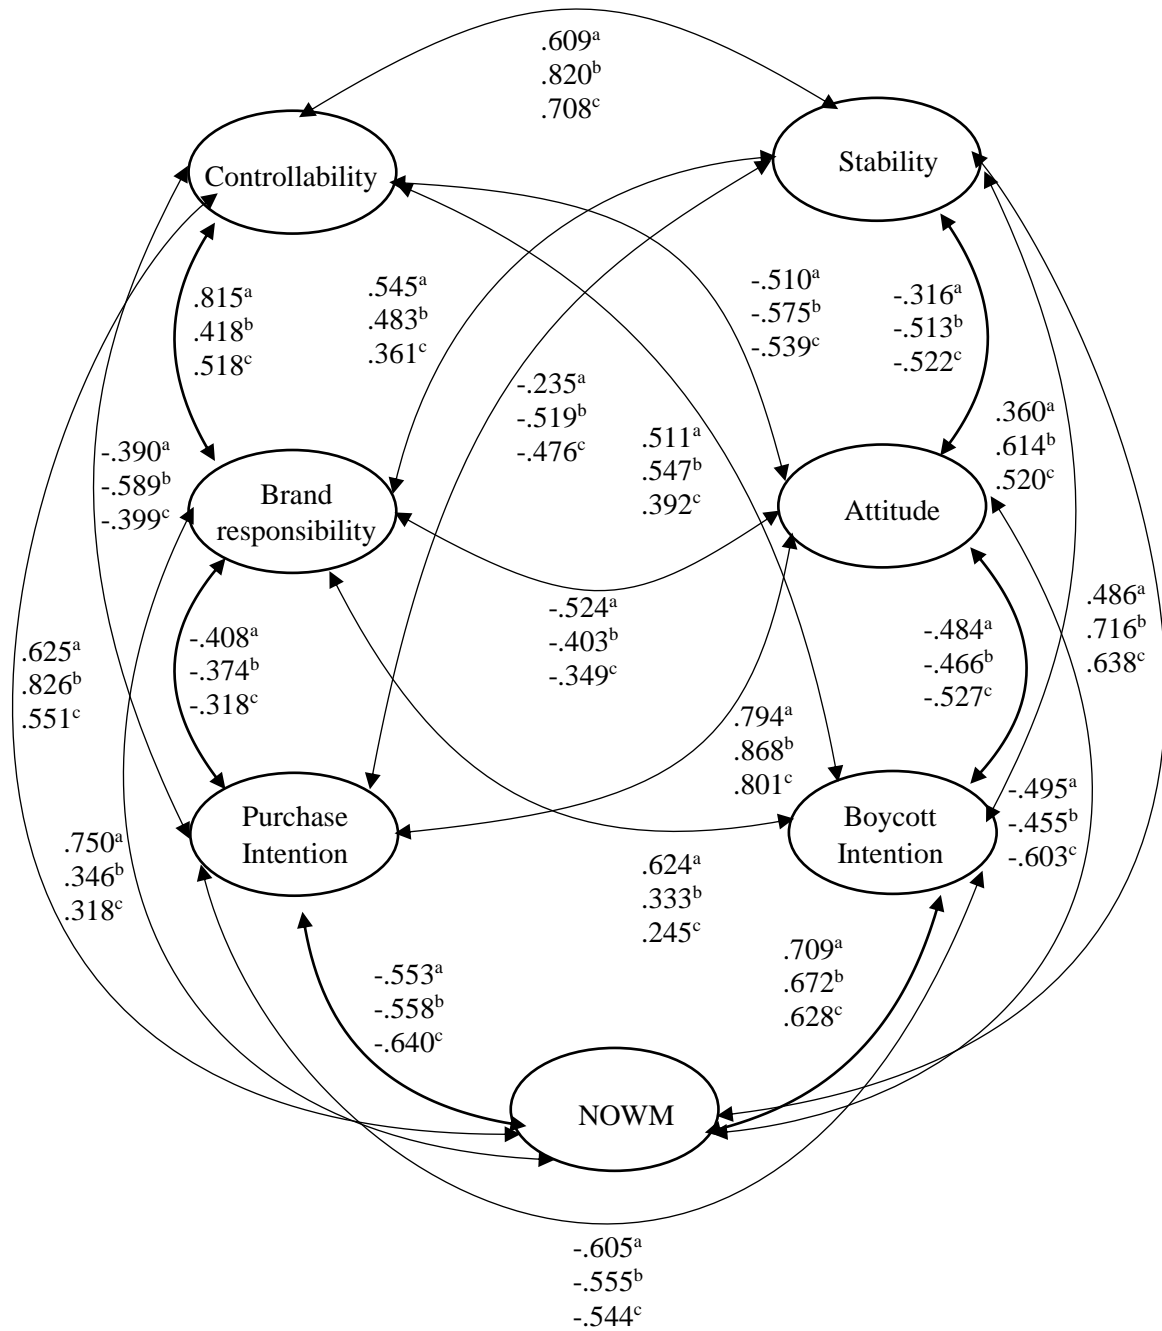 .609ᵃ
.820ᵇ
.708ᶜ
Controllability
Stability
.815ᵃ
.418ᵇ
.518ᶜ
.545ᵃ
.483ᵇ
.361ᶜ
-.510ᵃ
-.575ᵇ
-.539ᶜ
-.316ᵃ
-.513ᵇ
-.522ᶜ
-.235ᵃ
-.519ᵇ
-.476ᶜ
.511ᵃ
.547ᵇ
.392ᶜ
.360ᵃ
.614ᵇ
.520ᶜ
-.390ᵃ
-.589ᵇ
-.399ᶜ
Brand
responsibility
Attitude
-.524ᵃ
-.403ᵇ
-.349ᶜ
.486ᵃ
.716ᵇ
.638ᶜ
.625ᵃ
.826ᵇ
.551ᶜ
-.408ᵃ
-.374ᵇ
-.318ᶜ
-.484ᵃ
-.466ᵇ
-.527ᶜ
.794ᵃ
.868ᵇ
.801ᶜ
Purchase
Intention
Boycott
Intention
-.495ᵃ
-.455ᵇ
-.603ᶜ
.750ᵃ
.346ᵇ
.318ᶜ
.624ᵃ
.333ᵇ
.245ᶜ
-.553ᵃ
-.558ᵇ
-.640ᶜ
.709ᵃ
.672ᵇ
.628ᶜ
NOWM
-.605ᵃ
-.555ᵇ
-.544ᶜ